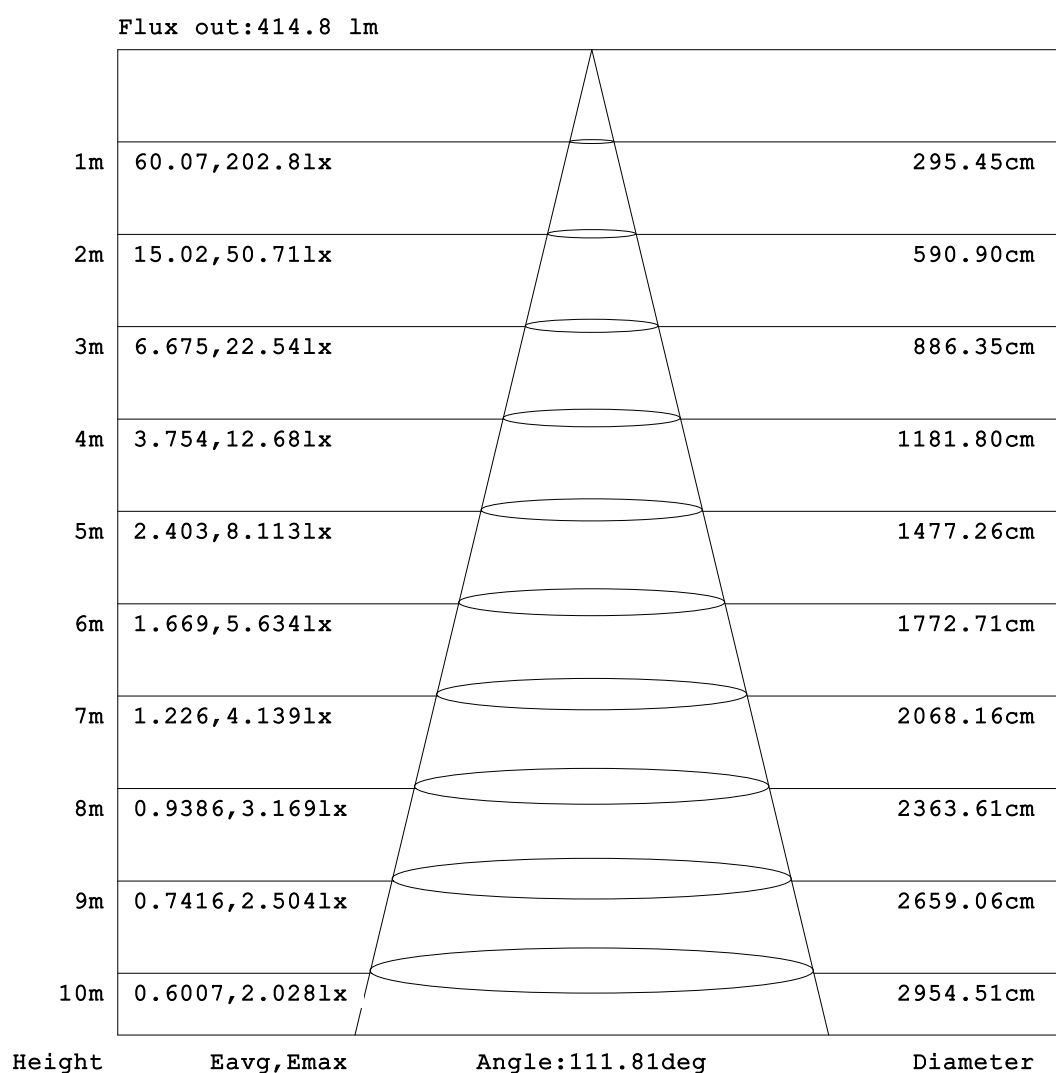 Flux out:414.8 lm
1m 60.07,202.8lx 295.45cm
2m 15.02,50.71lx 590.90cm
3m 6.675,22.54lx 886.35cm
4m 3.754,12.68lx 1181.80cm
5m 2.403,8.113lx 1477.26cm
6m 1.669,5.634lx 1772.71cm
7m 1.226,4.139lx 2068.16cm
8m 0.9386,3.169lx 2363.61cm
9m 0.7416,2.504lx 2659.06cm
10m 0.6007,2.028lx 2954.51cm
Height Eavg,Emax Angle:111.81deg Diameter